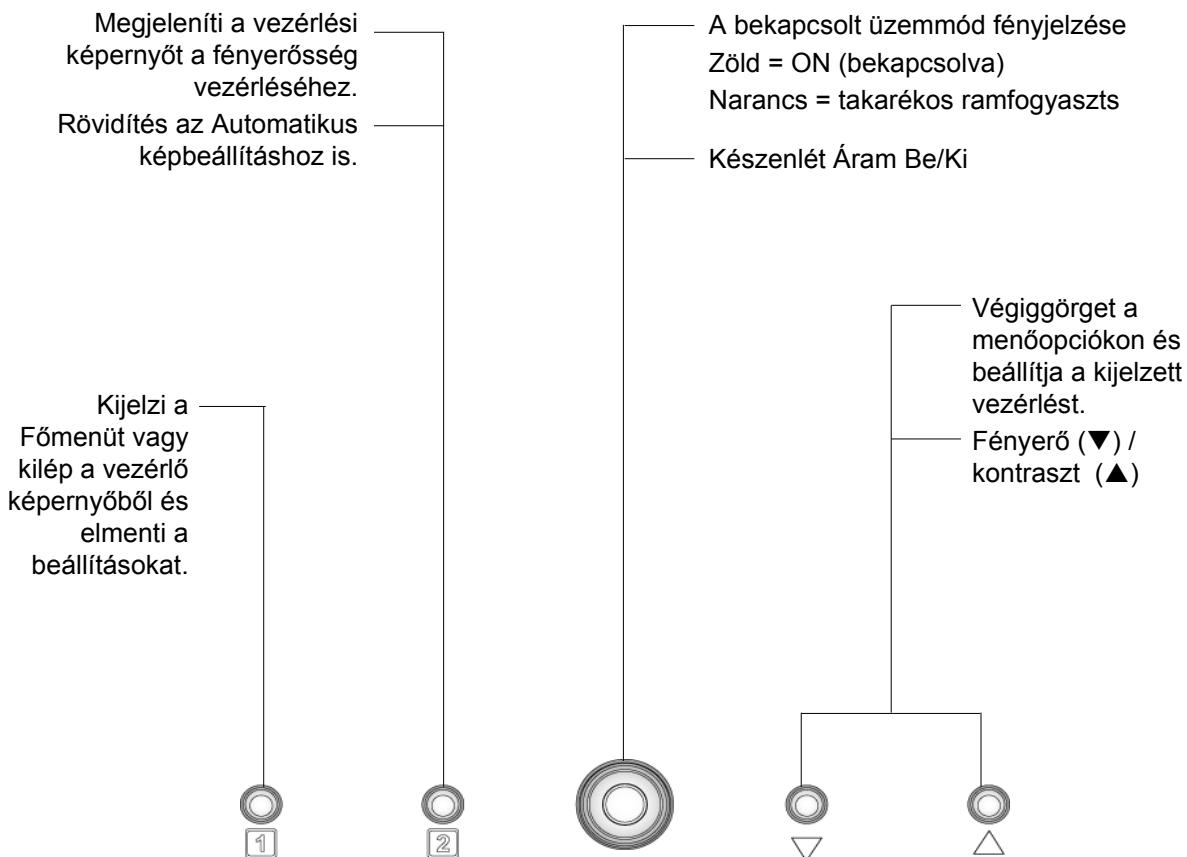 Megjeleníti a vezérlési
képernyőt a fényerősség
vezérléséhez.
Rövidítés az Automatikus
képbeállításhoz is.
A bekapcsolt üzemmód fényjelzése
Zöld = ON (bekapcsolva)
Narancs = takarékos ramfogyaszts
Készenlét Áram Be/Ki
Végiggörget a
menőopciókon és
beállítja a kijelzett
vezérlést.
Fényerő (▼) /
kontraszt (▲)
Kijelzi a
Főmenüt vagy
kilép a vezérlő
képernyőből és
elmenti a
beállításokat.
1
2